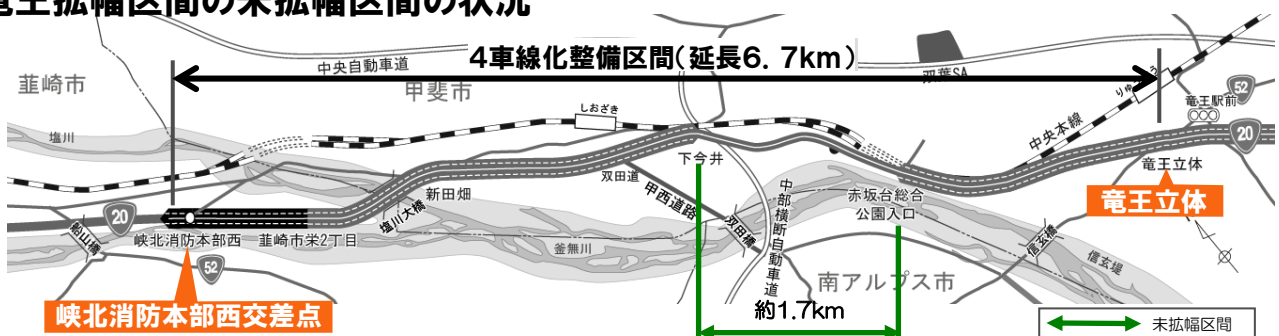 竜王拡幅区間の未拡幅区間の状況
4車線化整備区間(延長6.7km)
中央自動車道
双葉SA
韮崎市
甲斐市
りゅうおう
52
竜王駅前
しおざき
塩川
中央本線
20
下今井
竜王立体
双田道
新田畑
甲西道路
中部横断自動車道
赤坂台総合
公園入口
竜王立体
20
塩川大橋
双田橋
船山橋
峡北消防本部西
韮崎市栄2丁目
釜無川
信玄橋
信玄堤
52
南アルプス市
約1.7km
峡北消防本部西交差点
未拡幅区間